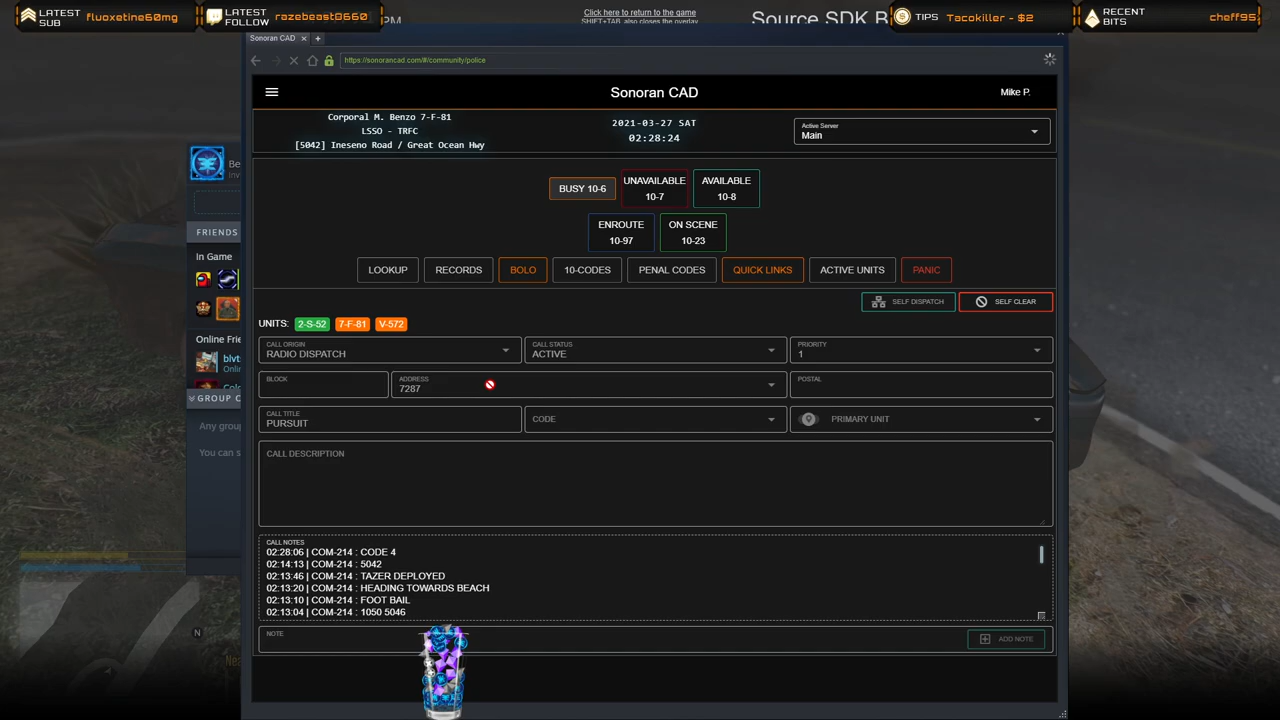 LATEST SUB
fluoxetine60mg
LATEST FOLLOW
razebeast0660
PM
Click here to return to the game
SHIFT+TAB also closes the overlay
Source SDK B
TIPS
Tacokiller - $2
RECENT BITS
cheff95
Sonoran CAD
https://sonorancad.com/#/community/police
Sonoran CAD
Mike P.
Corporal M. Benzo 7-F-81
LSSO - TRFC
[5042] Ineseno Road / Great Ocean Hwy
2021-03-27 SAT
02:28:24
Active Server
Main
BUSY 10-6
UNAVAILABLE
10-7
AVAILABLE
10-8
ENROUTE
10-97
ON SCENE
10-23
LOOKUP
RECORDS
BOLO
10-CODES
PENAL CODES
QUICK LINKS
ACTIVE UNITS
PANIC
SELF DISPATCH
SELF CLEAR
UNITS: 2-S-52 7-F-81 V-572
CALL ORIGIN
RADIO DISPATCH
CALL STATUS
ACTIVE
PRIORITY
1
BLOCK
ADDRESS
7287
POSTAL
CALL TITLE
PURSUIT
CODE
PRIMARY UNIT
CALL DESCRIPTION
CALL NOTES
02:28:06 | COM-214 : CODE 4
02:14:13 | COM-214 : 5042
02:13:46 | COM-214 : TAZER DEPLOYED
02:13:20 | COM-214 : HEADING TOWARDS BEACH
02:13:10 | COM-214 : FOOT BAIL
02:13:04 | COM-214 : 1050 5046
NOTE
ADD NOTE
Be
FRIENDS
In Game
Online Frie
blvt
Onlin
GROUP C
Any group
You can s
N